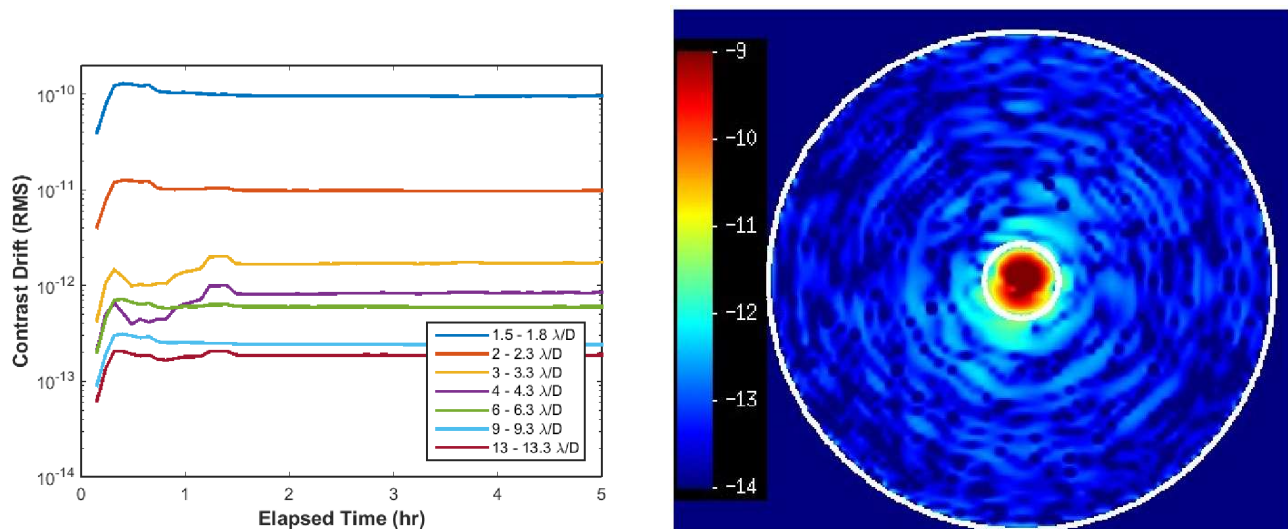 10⁻¹⁰
10⁻¹¹
10⁻¹²
10⁻¹³
10⁻¹⁴
Contrast Drift (RMS)
0 1 2 3 4 5
Elapsed Time (hr)
1.5 - 1.8 λ/D
2 - 2.3 λ/D
3 - 3.3 λ/D
4 - 4.3 λ/D
6 - 6.3 λ/D
9 - 9.3 λ/D
13 - 13.3 λ/D
-9
-10
-11
-12
-13
-14